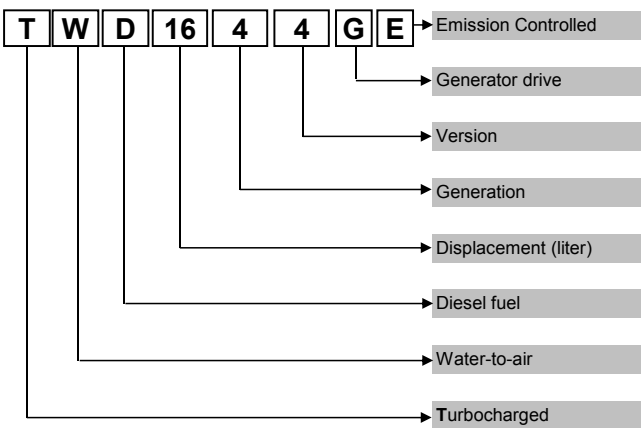 T W D 16 4 4 G E
Emission Controlled
Generator drive
Version
Generation
Displacement (liter)
Diesel fuel
Water-to-air
Turbocharged